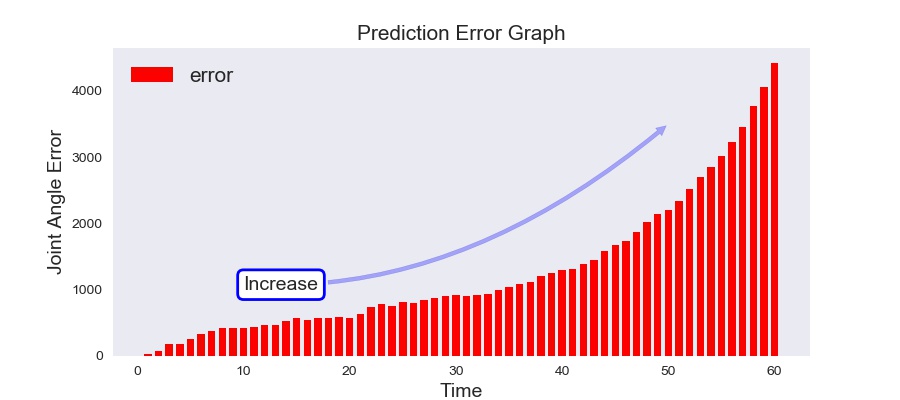 Prediction Error Graph
error
Joint Angle Error
4000
3000
2000
1000
0
Increase
0 10 20 30 40 50 60
Time